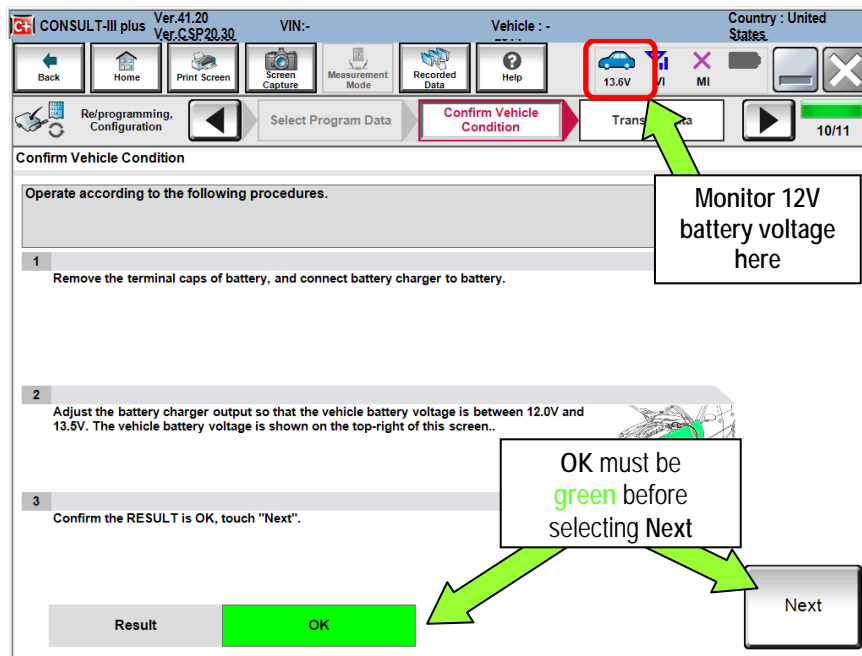 CONSULT-III plus Ver.41.20 VIN:- Vehicle : - Country : United
Ver.CSP20.30 States
Back Home Print Screen Screen Capture Measurement Mode Recorded Data Help 13.6V VI MI
Re/programming, Configuration Select Program Data Confirm Vehicle Condition 10/11
Confirm Vehicle Condition
Operate according to the following procedures.
Monitor 12V
battery voltage
here
1
Remove the terminal caps of battery, and connect battery charger to battery.
2
Adjust the battery charger output so that the vehicle battery voltage is between 12.0V and
13.5V. The vehicle battery voltage is shown on the top-right of this screen..
OK must be
green before
selecting Next
3
Confirm the RESULT is OK, touch "Next".
Result OK
Next